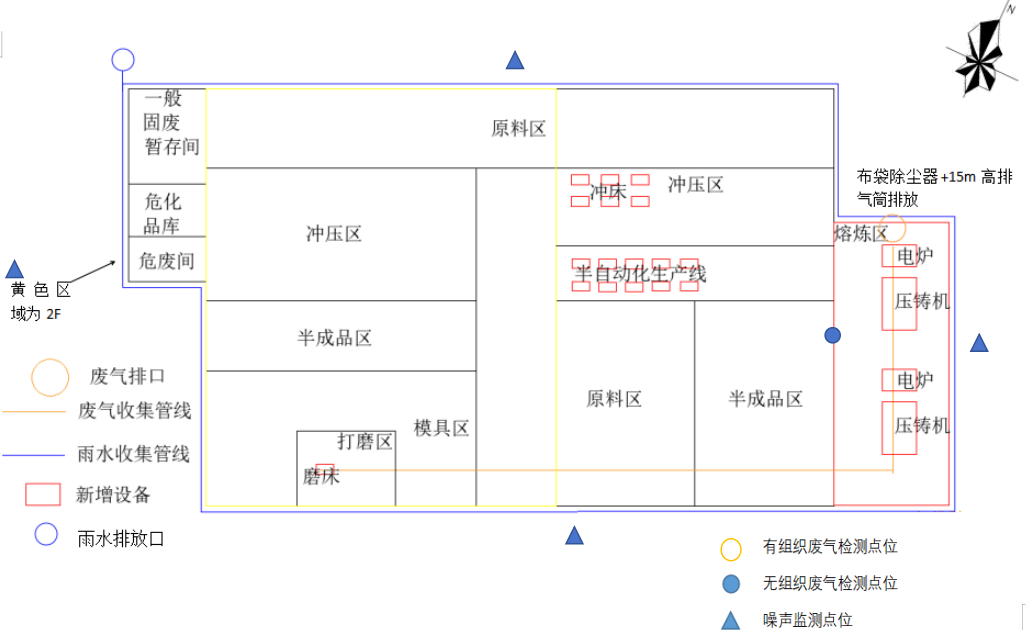 N
一般
固废
暂存间
原料区
布袋除尘器+15m 高排
气筒排放
冲床
冲压区
危化
品库
冲压区
熔炼区
电炉
危废间
半自动化生产线
黄色区
域为 2F
压铸机
半成品区
废气排口
电炉
原料区
半成品区
废气收集管线
模具区
压铸机
打磨区
雨水收集管线
磨床
新增设备
雨水排放口
有组织废气检测点位
无组织废气检测点位
噪声监测点位